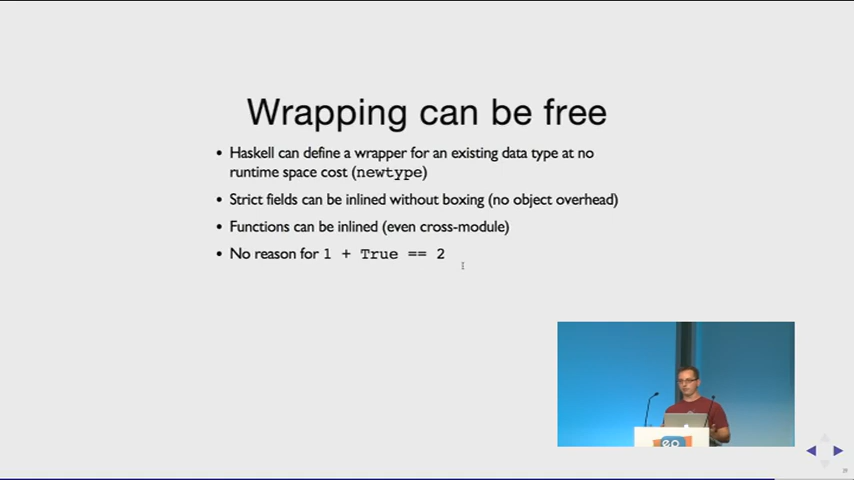 Wrapping can be free
• Haskell can define a wrapper for an existing data type at no
runtime space cost (newtype)
• Strict fields can be inlined without boxing (no object overhead)
• Functions can be inlined (even cross-module)
• No reason for 1 + True == 2
ep